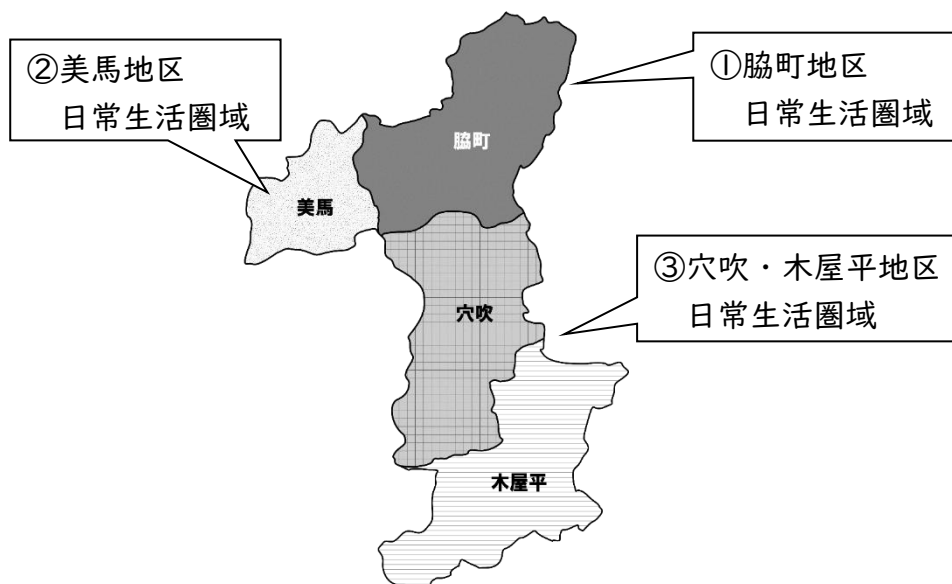 ②美馬地区
日常生活圏域
①脇町地区
日常生活圏域
脇町
美馬
③穴吹・木屋平地区
日常生活圏域
穴吹
木屋平